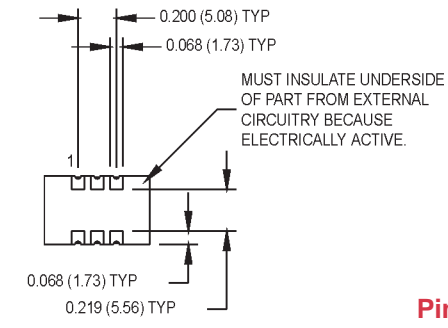 0.200 (5.08) TYP
0.068 (1.73) TYP
MUST INSULATE UNDERSIDE
OF PART FROM EXTERNAL
CIRCUITRY BECAUSE
ELECTRICALLY ACTIVE.
1
0.068 (1.73) TYP
0.219 (5.56) TYP